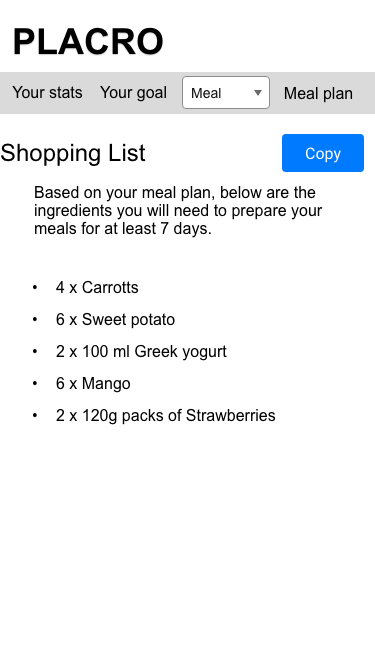 PLACRO
Your stats Your goal Meal Meal plan
Shopping List Copy
Based on your meal plan, below are the
ingredients you will need to prepare your
meals for at least 7 days.
• 4 x Carrotts
• 6 x Sweet potato
• 2 x 100 ml Greek yogurt
• 6 x Mango
• 2 x 120g packs of Strawberries